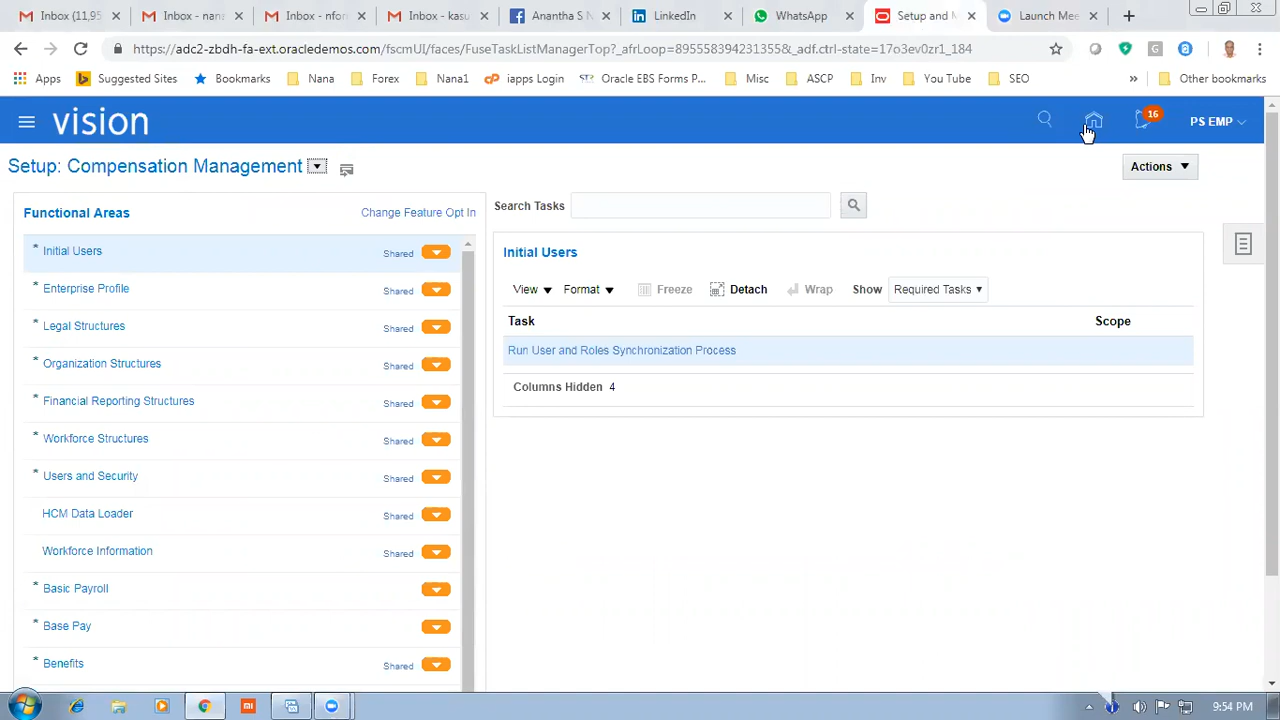 Inbox (11,95
Inbox - nana
Inbox - nfon
Inbox - kasu
Anantha S
LinkedIn
WhatsApp
Setup and M
Launch Mee
https://adc2-zbdh-fa-ext.oracledemos.com/fscmUI/faces/FuseTaskListManagerTop?_afrLoop=89555839423 1355&_adf.ctrl-state=17o3ev0zr1_184
Apps
Suggested Sites
Bookmarks
Nana
Forex
Nana1
iapps Login
Oracle EBS Forms P...
Misc
ASCP
Inv
You Tube
SEO
Other bookmarks
vision
16
PS EMP
Setup: Compensation Management
Actions
Functional Areas
Change Feature Opt In
Search Tasks
* Initial Users Shared
* Enterprise Profile Shared
* Legal Structures Shared
* Organization Structures Shared
* Financial Reporting Structures Shared
* Workforce Structures Shared
* Users and Security Shared
HCM Data Loader Shared
Workforce Information Shared
* Basic Payroll
* Base Pay
* Benefits Shared
Initial Users
View Format Freeze Detach Wrap Show Required Tasks
Task Scope
Run User and Roles Synchronization Process
Columns Hidden 4
9:54 PM